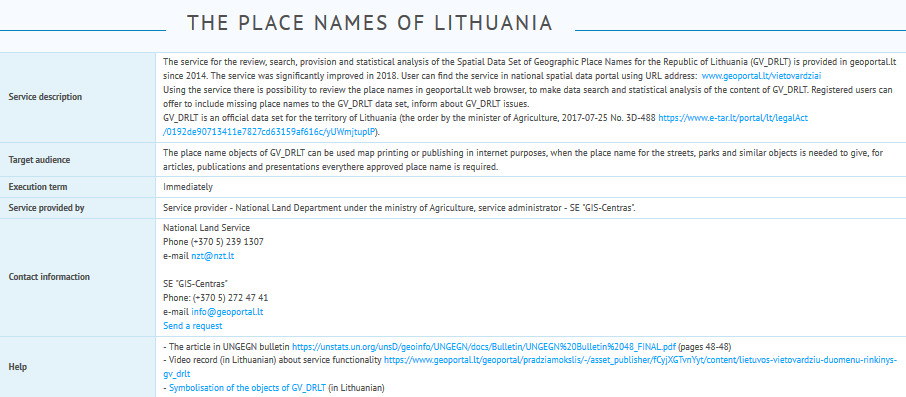 THE PLACE NAMES OF LITHUANIA
Service description
The service for the review, search, provision and statistical analysis of the Spatial Data Set of Geographic Place Names for the Republic of Lithuania (GV_DRLT) is provided in geoportal.lt
since 2014. The service was significantly improved in 2018. User can find the service in national spatial data portal using URL address: www.geoportal.lt/vietovardziai
Using the service there is possibility to review the place names in geoportal.lt web browser, to make data search and statistical analysis of the content of GV_DRLT. Registered users can
offer to include missing place names to the GV_DRLT data set, inform about GV_DRLT issues.
GV_DRLT is an official data set for the territory of Lithuania (the order by the minister of Agriculture, 2017-07-25 No. 3D-488 https://www.e-tar.lt/portal/lt/legalAct
/0192de90713411e7827cd63159af616c/yUWmjtuplP).
Target audience
The place name objects of GV_DRLT can be used map printing or publishing in internet purposes, when the place name for the streets, parks and similar objects is needed to give, for
articles, publications and presentations everythere approved place name is required.
Execution term
Immediately
Service provided by
Service provider - National Land Department under the ministry of Agriculture, service administrator - SE "GIS-Centras".
Contact informaction
National Land Service
Phone (+370 5) 239 1307
e-mail nzt@nzt.lt
SE "GIS-Centras"
Phone: (+370 5) 272 47 41
e-mail info@geoportal.lt
Send a request
Help
- The article in UNGEGN bulletin https://unstats.un.org/unsD/geoinfo/UNGEGN/docs/Bulletin/UNGEGN%20Bulletin%2048_FINAL.pdf (pages 48-48)
- Video record (in Lithuanian) about service functionality https://www.geoportal.lt/geoportal/pradziamokslis/-/asset_publisher/fCyjXGTvnYyt/content/lietuvos-vietovardziu-duomenu-rinkinys-
gv_drlt
- Symbolisation of the objects of GV_DRLT (in Lithuanian)